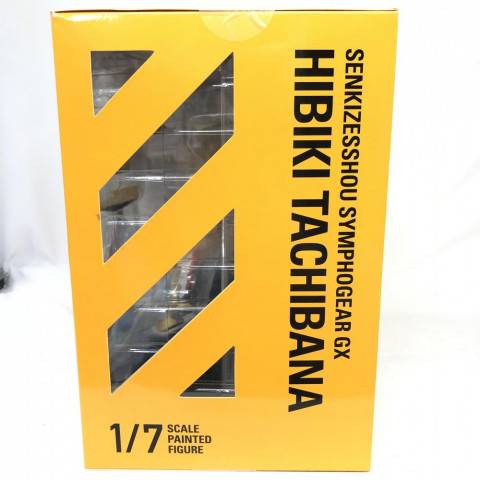 SENKIZESSHOU SYMPHOGEAR GX
HIBIKI TACHIBANA
1/7 SCALE
PAINTED
FIGURE